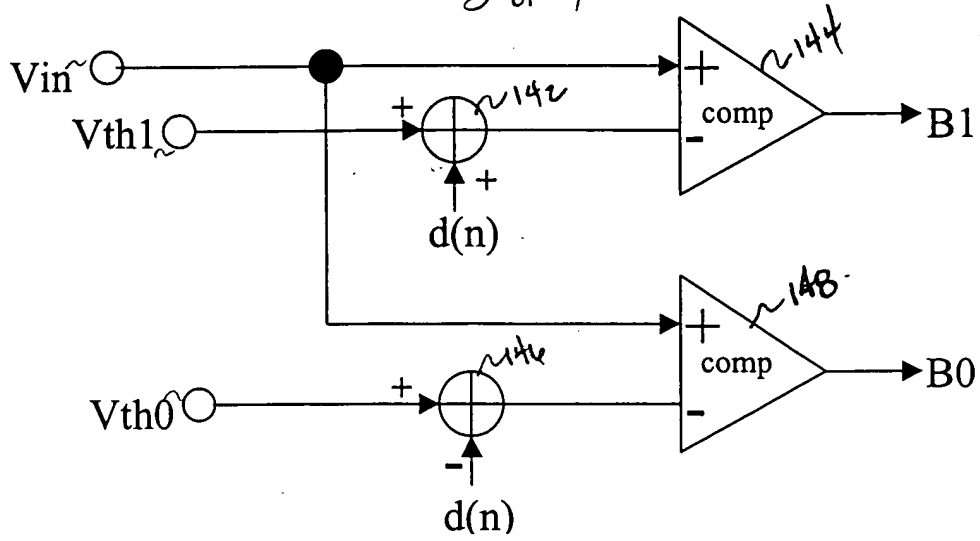 Vin
+
comp
-
~144
B1
Vth1
+
~142
+
d(n)
+
comp
-
~148
B0
Vth0
+
~146
-
d(n)